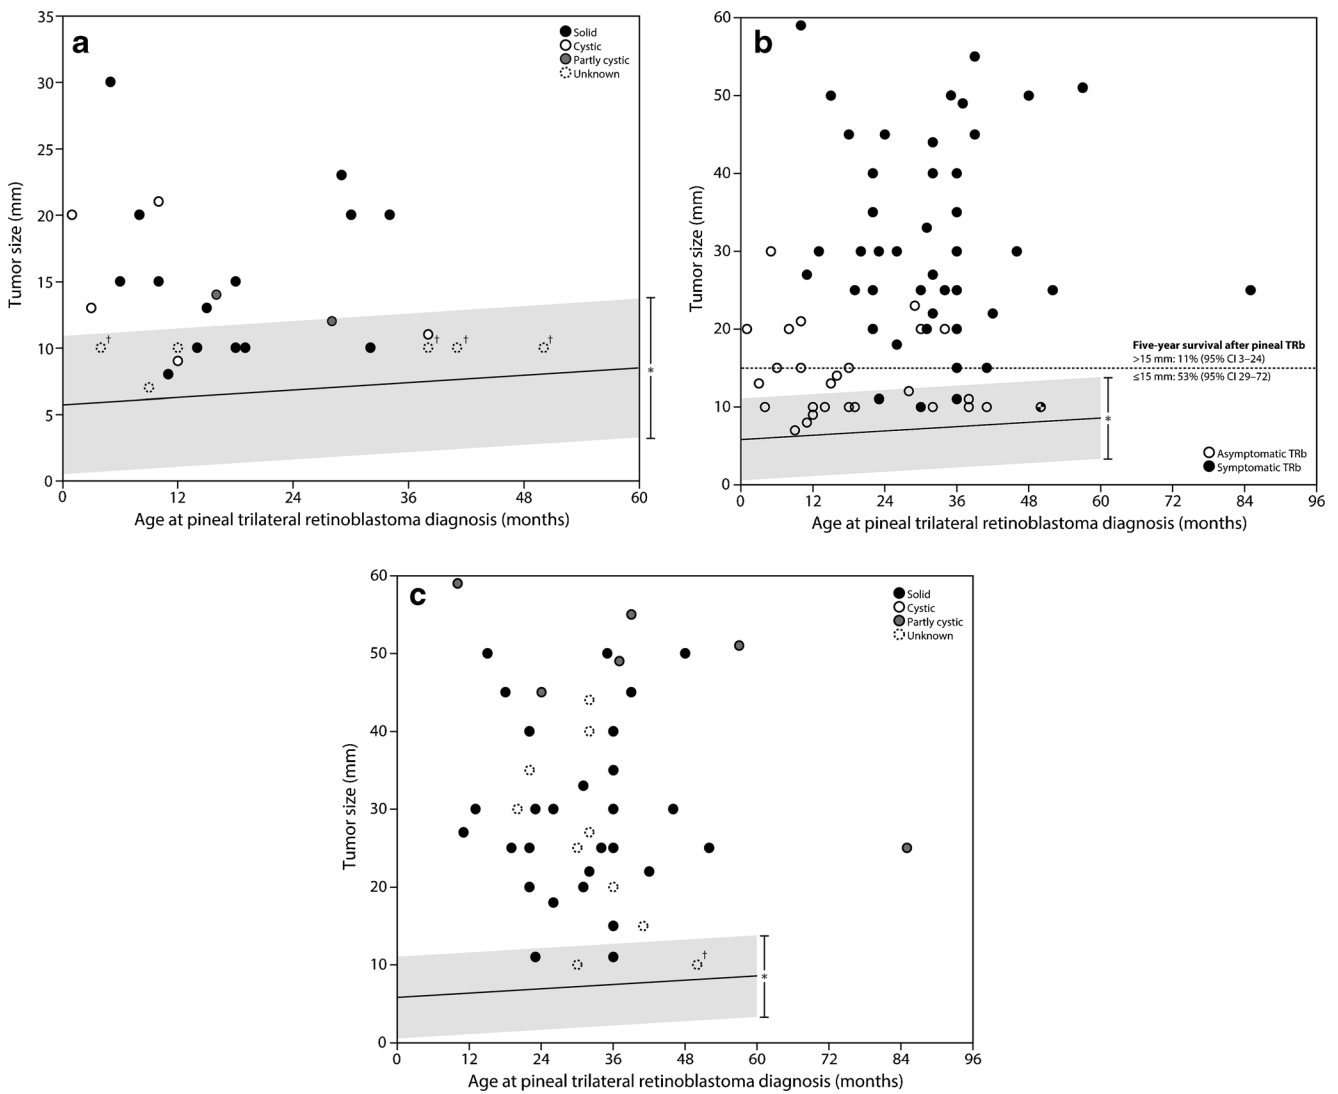 a
35
30
25
20
15
10
5
0
Tumor size (mm)
0 12 24 36 48 60
Age at pineal trilateral retinoblastoma diagnosis (months)
Solid
Cystic
Partly cystic
Unknown
†
† † †
*
b
60
50
40
30
20
10
0
Tumor size (mm)
0 12 24 36 48 60 72 84 96
Age at pineal trilateral retinoblastoma diagnosis (months)
Five-year survival after pineal TRb
>15 mm: 11% (95% CI 3–24)
≤15 mm: 53% (95% CI 29–72)
*
Asymptomatic TRb
Symptomatic TRb
c
60
50
40
30
20
10
0
Tumor size (mm)
0 12 24 36 48 60 72 84 96
Age at pineal trilateral retinoblastoma diagnosis (months)
Solid
Cystic
Partly cystic
Unknown
†
*